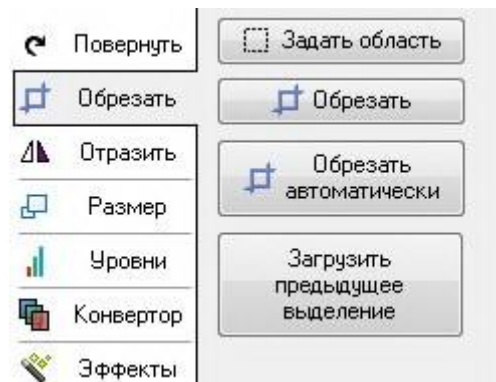 Повернуть
Обрезать
Отразить
Размер
Уровни
Конвертор
Эффекты
Задать область
Обрезать
Обрезать
автоматически
Загрузить
предыдущее
выделение